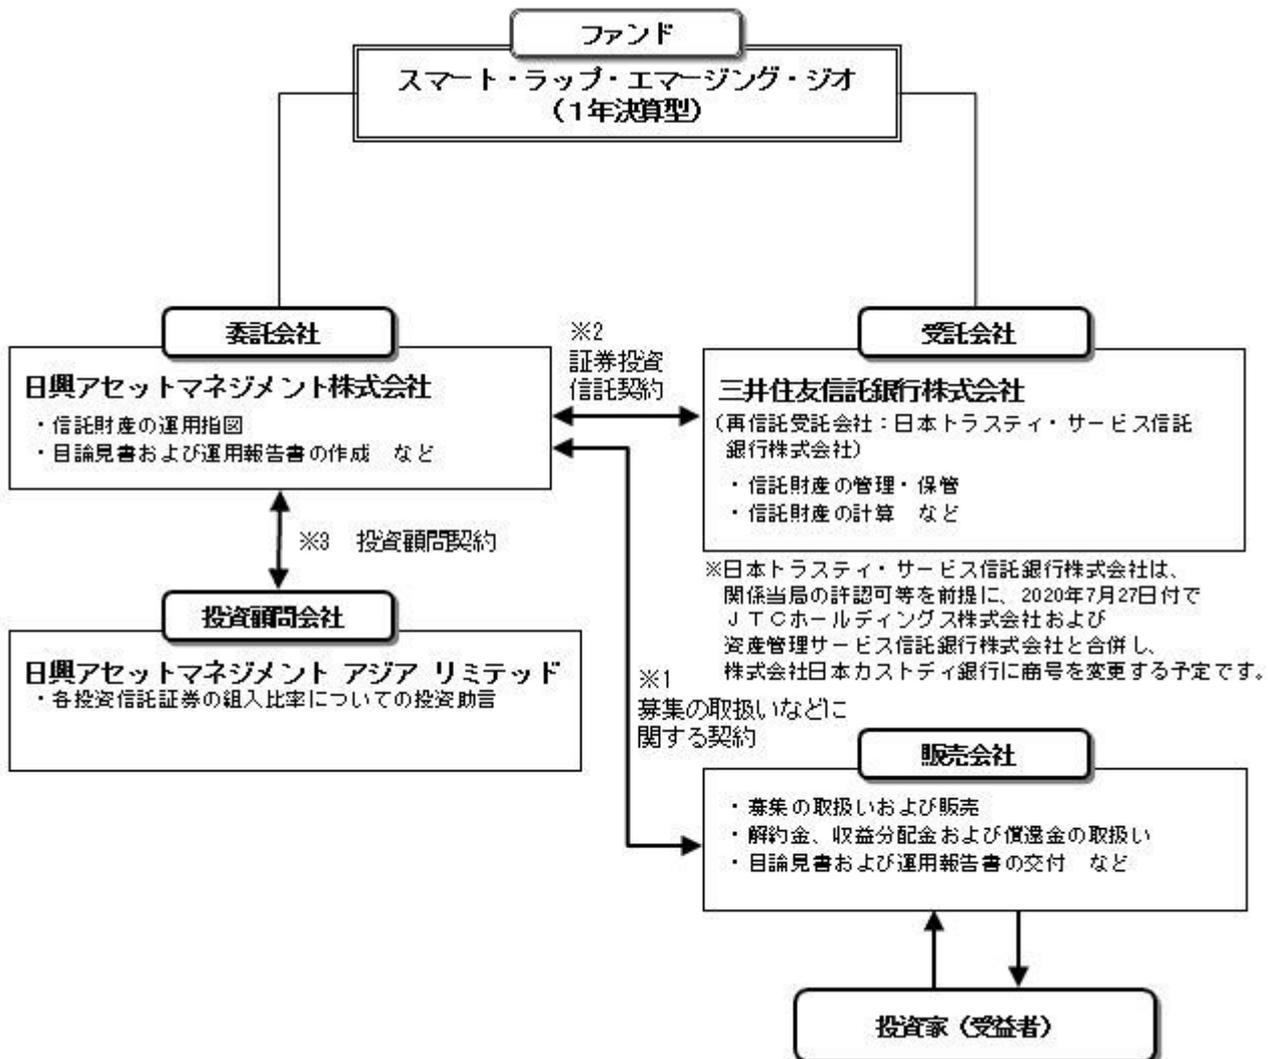 ファンド
スマート・ラップ・エマージング・ジオ
（１年決算型）
委託会社
日興アセットマネジメント株式会社
・信託財産の運用指図
・目論見書および運用報告書の作成　など
※2
証券投資
信託契約
受託会社
三井住友信託銀行株式会社
（再信託受託会社：日本トラスティ・サービス信託
銀行株式会社）
・信託財産の管理・保管
・信託財産の計算　など
※日本トラスティ・サービス信託銀行株式会社は、
関係当局の許認可等を前提に、2020年7月27日付で
ＪＴＣホールディングス株式会社および
資産管理サービス信託銀行株式会社と合併し、
株式会社日本カストディ銀行に商号を変更する予定です。
※3　投資顧問契約
投資顧問会社
日興アセットマネジメント アジア リミテッド
・各投資信託証券の組入比率についての投資助言
※1
募集の取扱いなどに
関する契約
販売会社
・募集の取扱いおよび販売
・解約金、収益分配金および償還金の取扱い
・目論見書および運用報告書の交付　など
投資家（受益者）